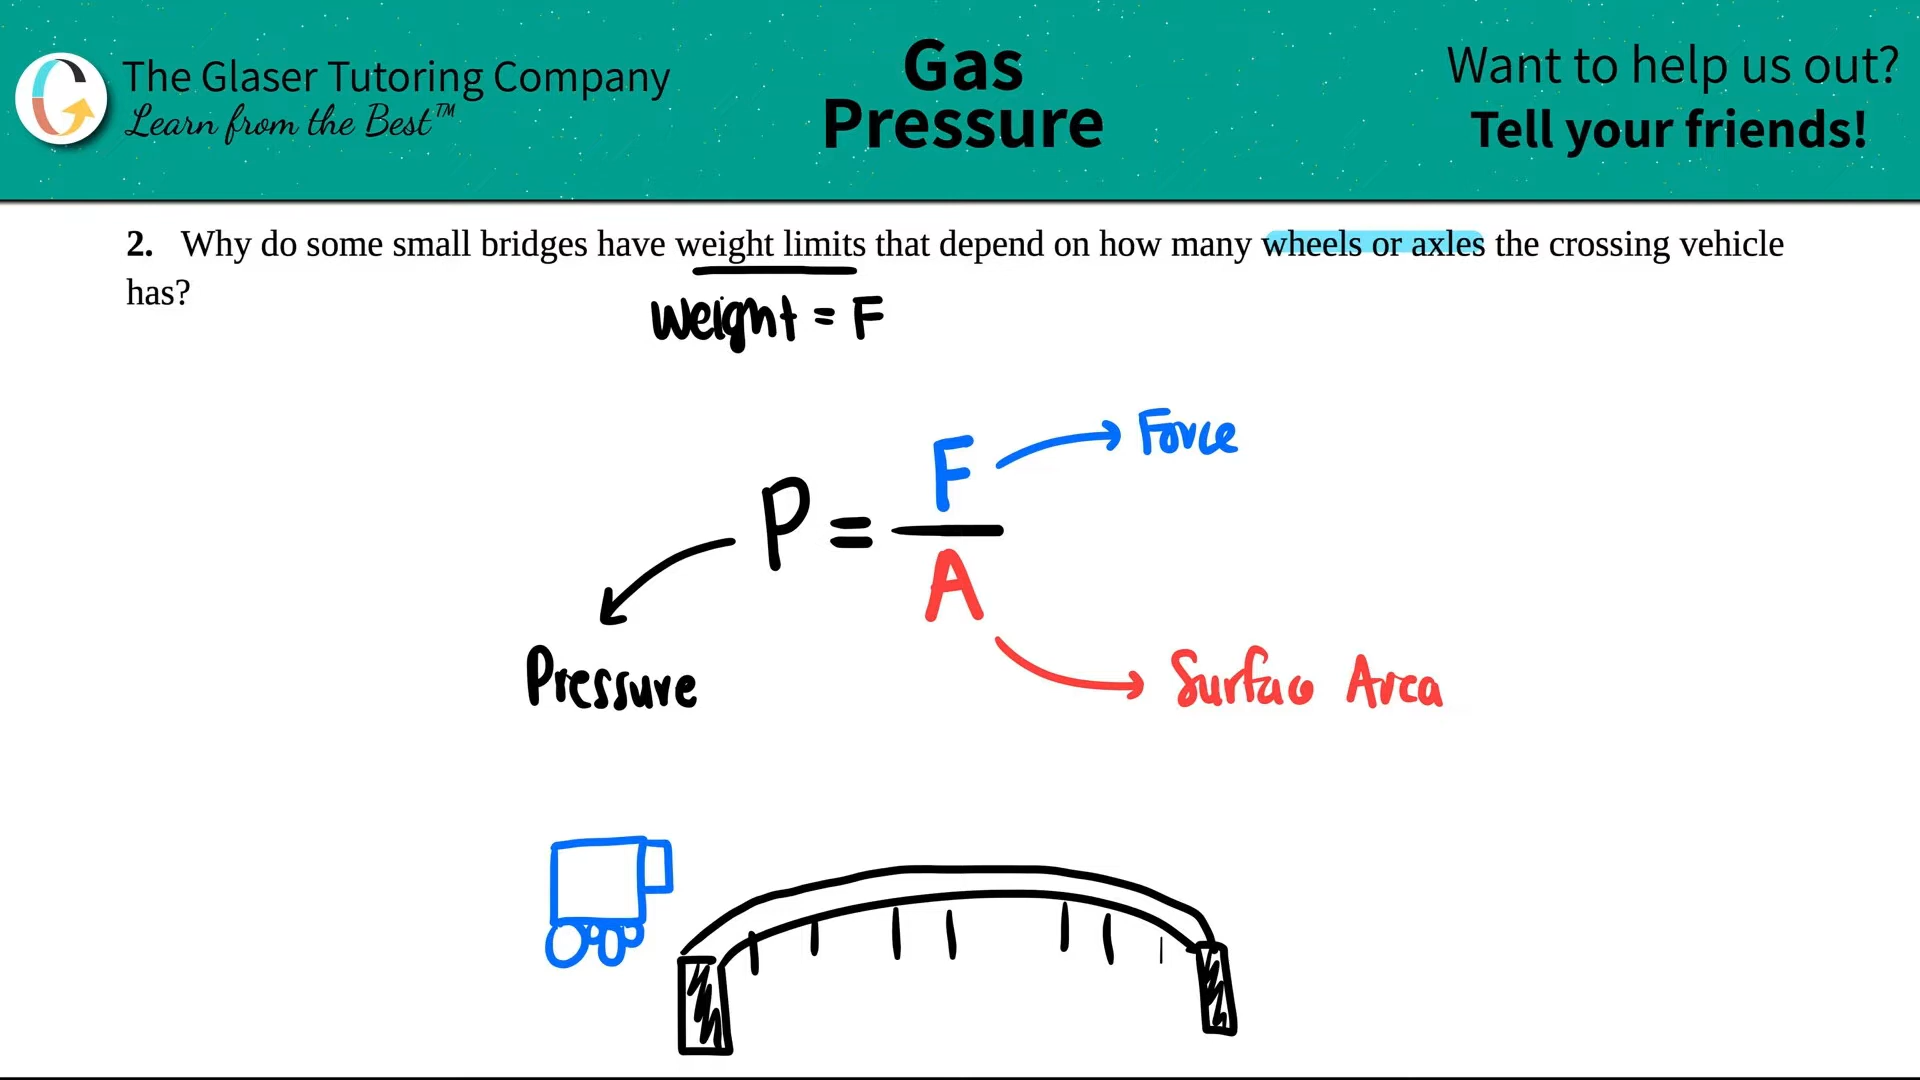 The Glaser Tutoring Company
Learn from the Best™
Gas
Pressure
Want to help us out?
Tell your friends!
2. Why do some small bridges have weight limits that depend on how many wheels or axles the crossing vehicle
has?
Weight = F
F → Force
P =
A
Pressure
Surface Area